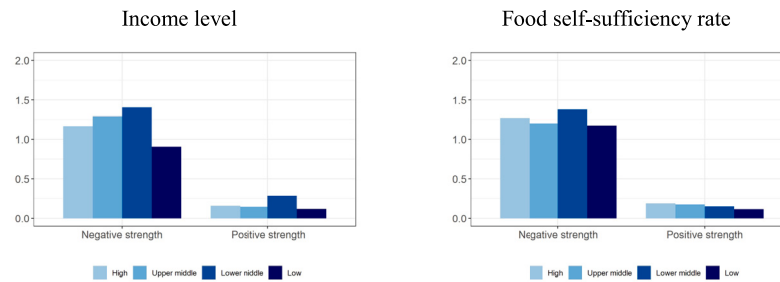 Income level
2.0
1.5
1.0
0.5
0.0
Negative strength Positive strength
High Upper middle Lower niddle Low
Food self-sufficiency rate
2.0
1.5
1.0
0.5
0.0
Negative strength Positive strength
High Upper middle Lower middle Low